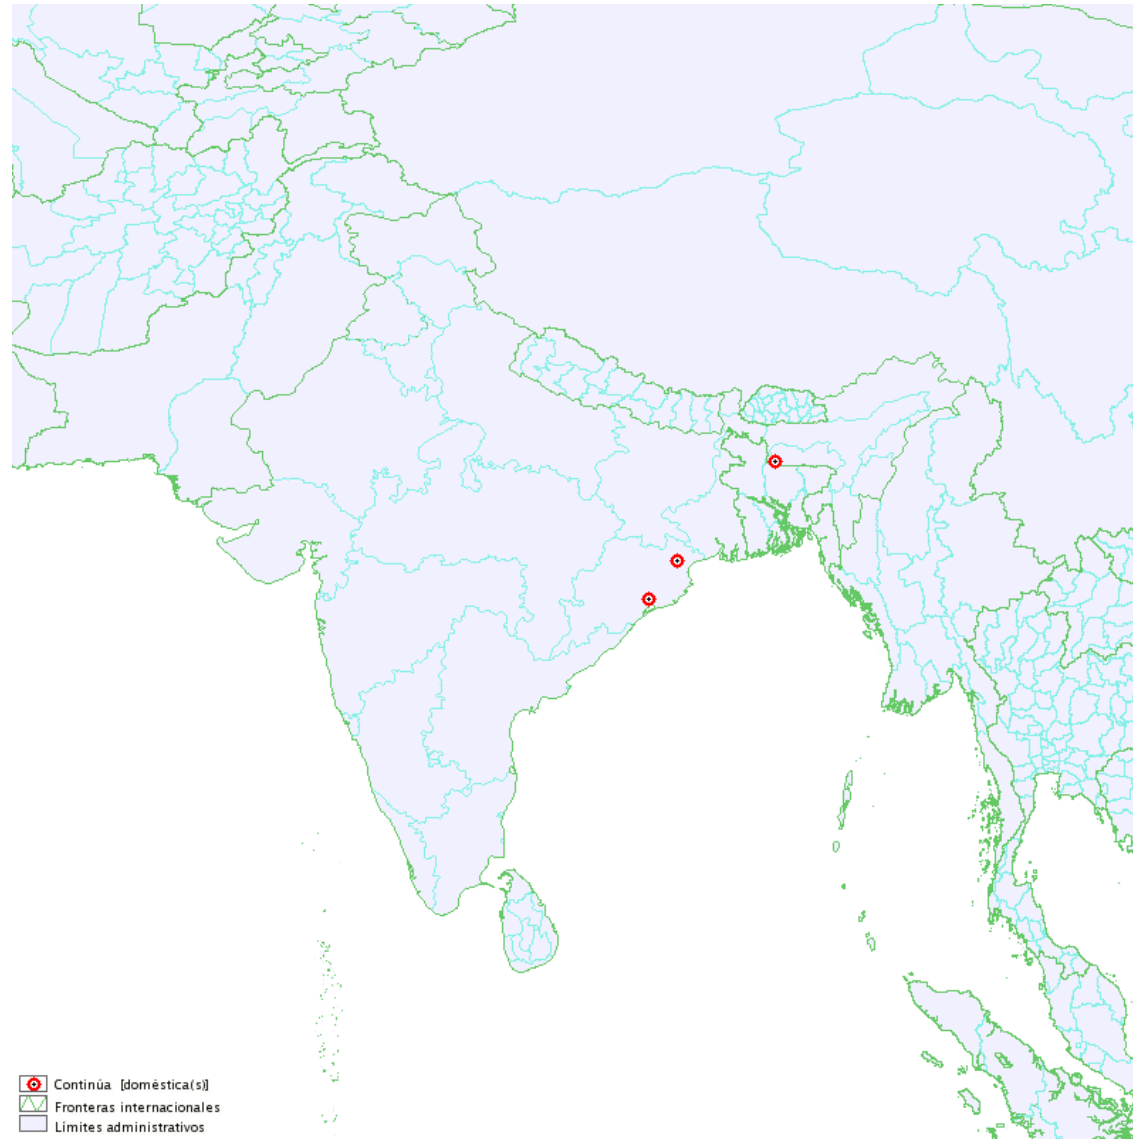 Continúa [doméstica(s)]
Fronteras internacionales
Límites administrativos